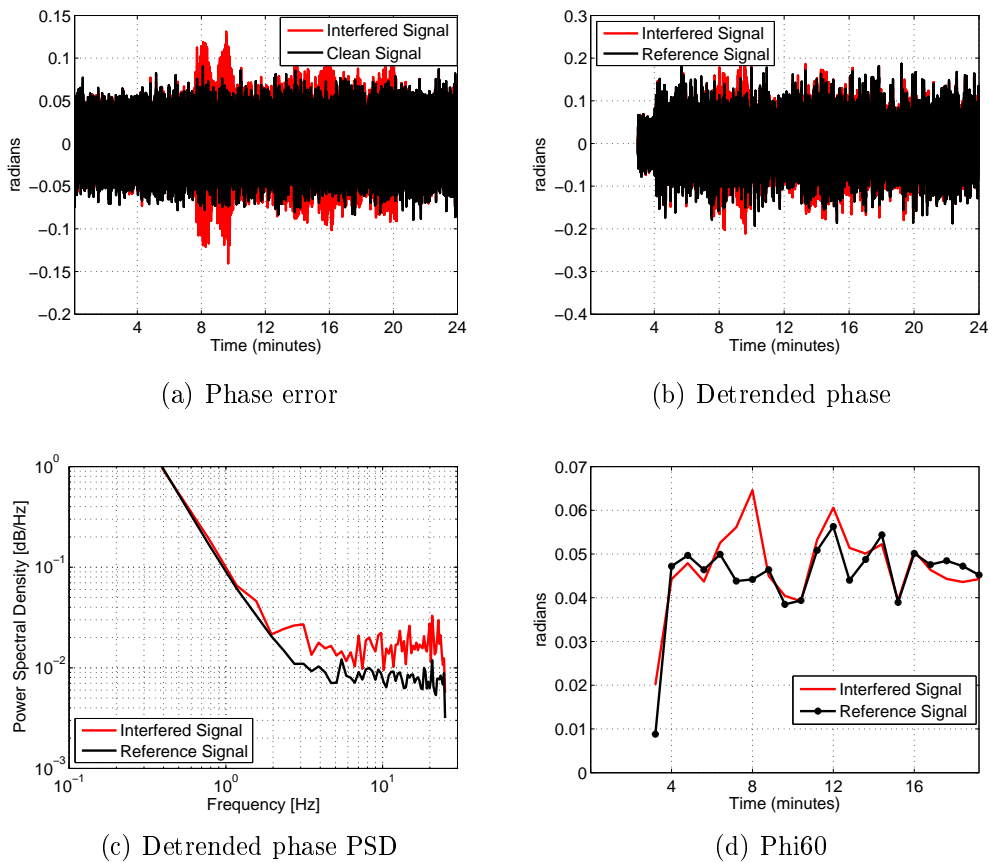 0.15
0.1
0.05
0
−0.05
−0.1
−0.15
−0.2
radians
Interfered Signal
Clean Signal
4 8 12 16 20 24
Time (minutes)
(a) Phase error
0.3
0.2
0.1
0
−0.1
−0.2
−0.3
−0.4
radians
Interfered Signal
Reference Signal
4 8 12 16 20 24
Time (minutes)
(b) Detrended phase
10^0
10^−1
10^−2
10^−3
Power Spectral Density [dB/Hz]
Interfered Signal
Reference Signal
10^−1 10^0 10^1
Frequency [Hz]
(c) Detrended phase PSD
0.07
0.06
0.05
0.04
0.03
0.02
0.01
0
radians
Interfered Signal
Reference Signal
4 8 12 16
Time (minutes)
(d) Phi60